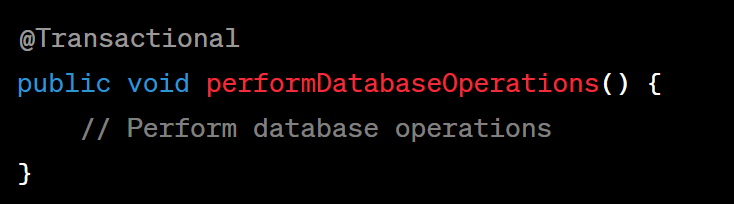 @Transactional
public void performDatabaseOperations() {
    // Perform database operations
}